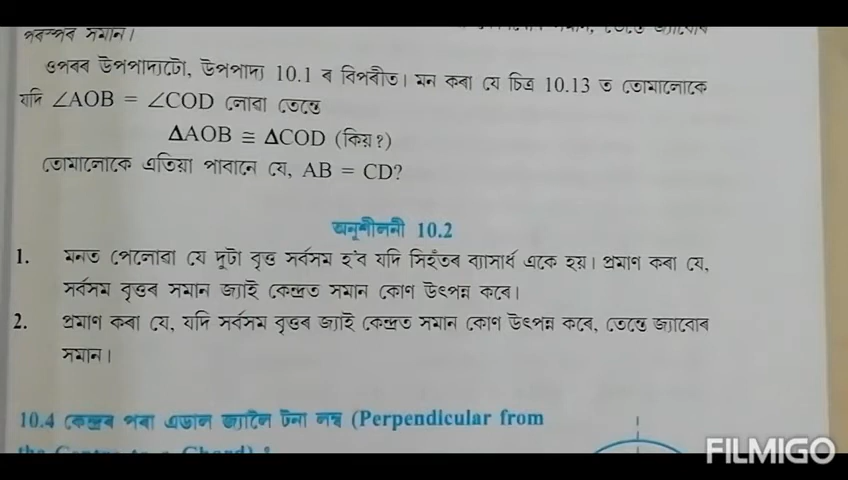 পৰস্পৰ সমান।
ওপৰৰ উপপাদ্যটো, উপপাদ্য 10.1 ৰ বিপৰীত। মন কৰা যে চিত্ৰ 10.13 ত তোমালোকে
যদি ∠AOB = ∠COD লোৱা তেন্তে
ΔAOB ≅ ΔCOD (কিয়?)
তোমালোকে এতিয়া পাবানে যে, AB = CD?
অনুশীলনী 10.2
1. মনত পেলোৱা যে দুটা বৃত্ত সৰ্বসম হ'ব যদি সিহঁতৰ ব্যাসাৰ্ধ একে হয়। প্ৰমাণ কৰা যে,
সৰ্বসম বৃত্তৰ সমান জ্যাই কেন্দ্ৰত সমান কোণ উৎপন্ন কৰে।
2. প্ৰমাণ কৰা যে, যদি সৰ্বসম বৃত্তৰ জ্যাই কেন্দ্ৰত সমান কোণ উৎপন্ন কৰে, তেন্তে জ্যাবোৰ
সমান।
10.4 কেন্দ্ৰৰ পৰা এডাল জ্যালৈ টনা লম্ব (Perpendicular from
FILMIGO